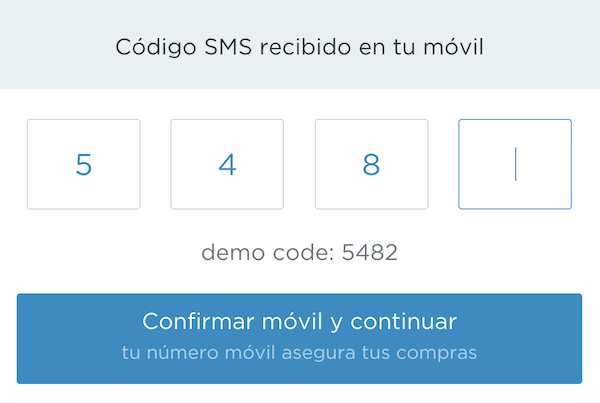 Código SMS recibido en tu móvil
5 4 8
demo code: 5482
Confirmar móvil y continuar
tu número móvil asegura tus compras